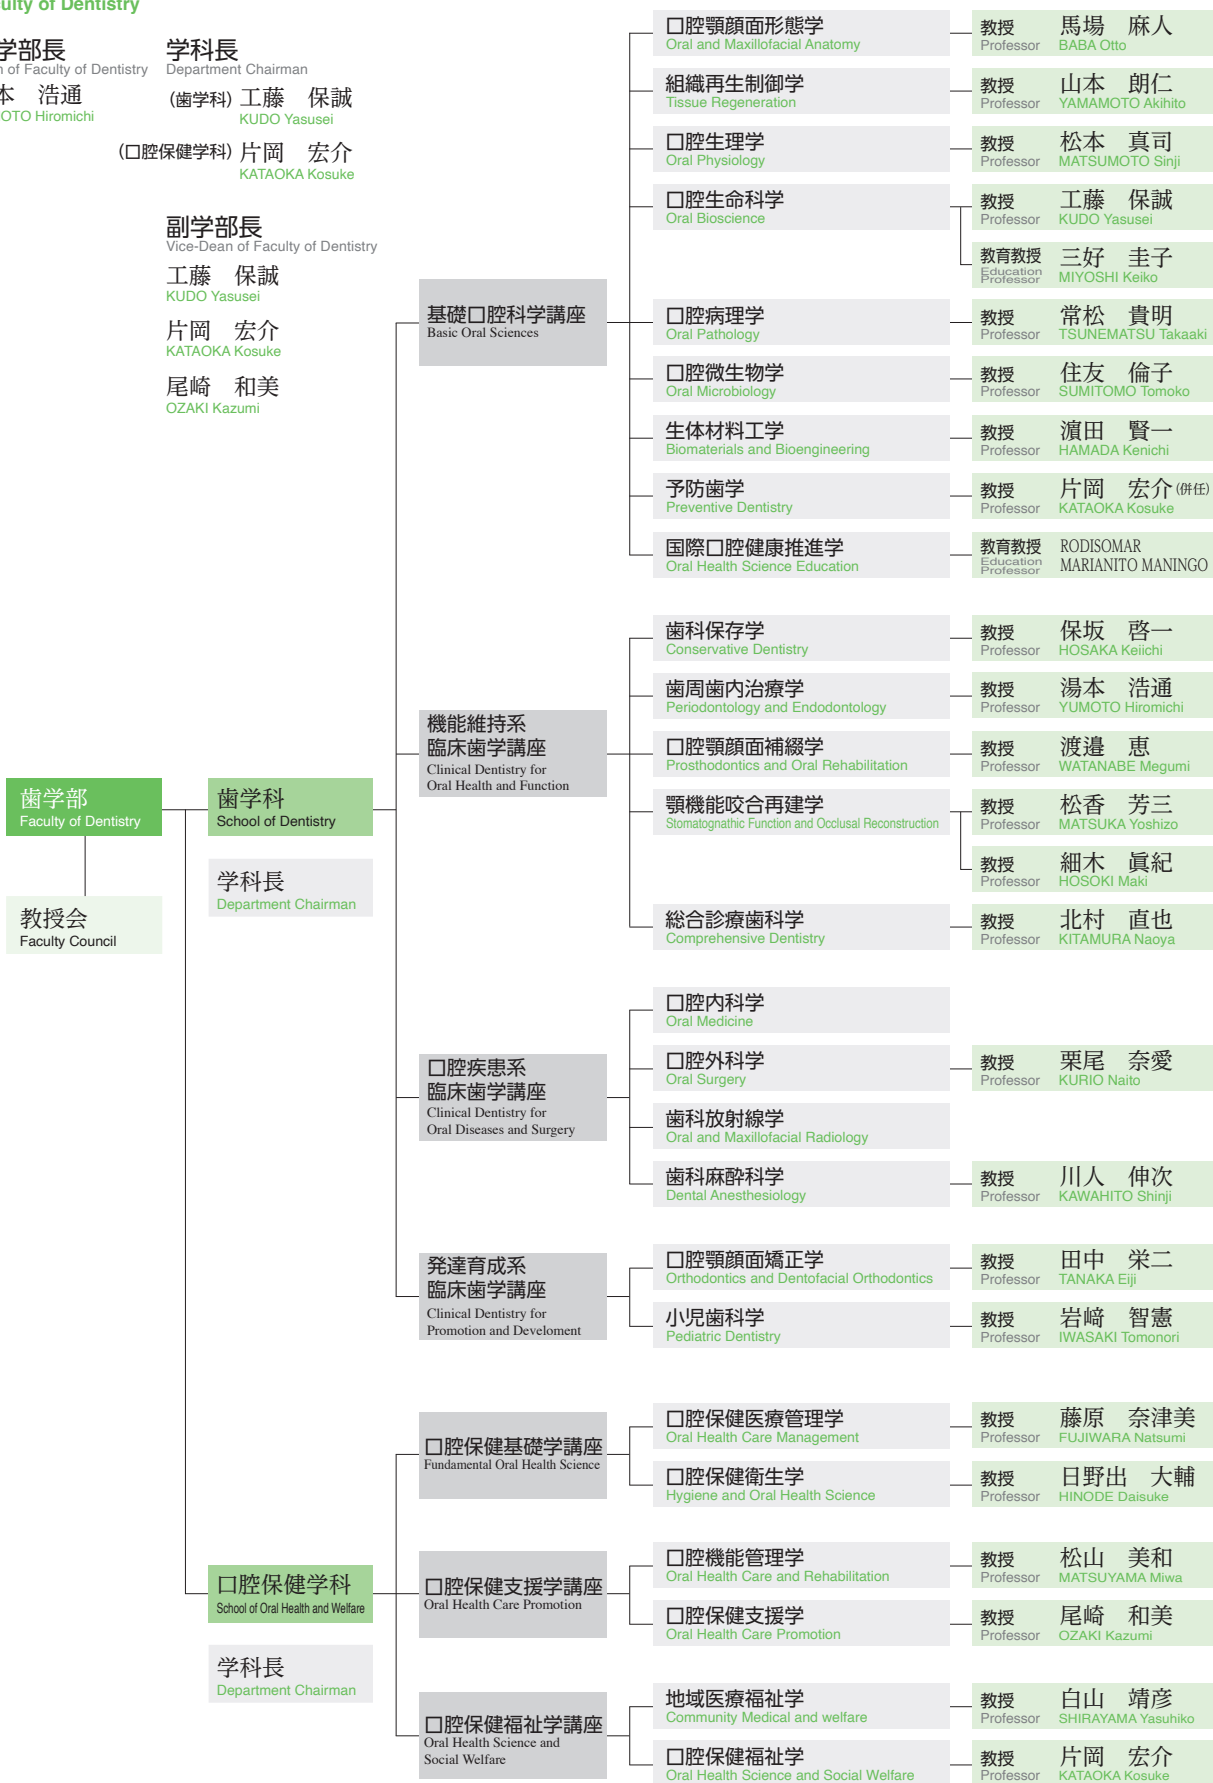 ulty of Dentistry
学部長
n of Faculty of Dentistry
本 浩通
OTO Hiromichi
学科長
Department Chairman
(歯学科) 工藤 保誠
KUDO Yasusei
(口腔保健学科) 片岡 宏介
KATAOKA Kosuke
副学部長
Vice-Dean of Faculty of Dentistry
工藤 保誠
KUDO Yasusei
片岡 宏介
KATAOKA Kosuke
尾崎 和美
OZAKI Kazumi
歯学部
Faculty of Dentistry
教授会
Faculty Council
歯学科
School of Dentistry
学科長
Department Chairman
基礎口腔科学講座
Basic Oral Sciences
口腔顎顔面形態学
Oral and Maxillofacial Anatomy
教授 馬場 麻人
Professor BABA Otto
組織再生制御学
Tissue Regeneration
教授 山本 朗仁
Professor YAMAMOTO Akihito
口腔生理学
Oral Physiology
教授 松本 真司
Professor MATSUMOTO Sinji
口腔生命科学
Oral Bioscience
教授 工藤 保誠
Professor KUDO Yasusei
教育教授 三好 圭子
Education
Professor MIYOSHI Keiko
口腔病理学
Oral Pathology
教授 常松 貴明
Professor TSUNEMATSU Takaaki
口腔微生物学
Oral Microbiology
教授 住友 倫子
Professor SUMITOMO Tomoko
生体材料工学
Biomaterials and Bioengineering
教授 濵田 賢一
Professor HAMADA Kenichi
予防歯学
Preventive Dentistry
教授 片岡 宏介(併任)
Professor KATAOKA Kosuke
国際口腔健康推進学
Oral Health Science Education
教育教授 RODISOMAR
Education
Professor MARIANITO MANINGO
機能維持系
臨床歯学講座
Clinical Dentistry for
Oral Health and Function
歯科保存学
Conservative Dentistry
教授 保坂 啓一
Professor HOSAKA Keiichi
歯周歯内治療学
Periodontology and Endodontology
教授 湯本 浩通
Professor YUMOTO Hiromichi
口腔顎顔面補綴学
Prosthodontics and Oral Rehabilitation
教授 渡邉 恵
Professor WATANABE Megumi
顎機能咬合再建学
Stomatognathic Function and Occlusal Reconstruction
教授 松香 芳三
Professor MATSUKA Yoshizo
教授 細木 眞紀
Professor HOSOKI Maki
総合診療歯科学
Comprehensive Dentistry
教授 北村 直也
Professor KITAMURA Naoya
口腔疾患系
臨床歯学講座
Clinical Dentistry for
Oral Diseases and Surgery
口腔内科学
Oral Medicine
口腔外科学
Oral Surgery
教授 栗尾 奈愛
Professor KURIO Naito
歯科放射線学
Oral and Maxillofacial Radiology
歯科麻酔科学
Dental Anesthesiology
教授 川人 伸次
Professor KAWAHITO Shinji
発達育成系
臨床歯学講座
Clinical Dentistry for
Promotion and Develoment
口腔顎顔面矯正学
Orthodontics and Dentofacial Orthodontics
教授 田中 栄二
Professor TANAKA Eiji
小児歯科学
Pediatric Dentistry
教授 岩﨑 智憲
Professor IWASAKI Tomonori
口腔保健学科
School of Oral Health and Welfare
学科長
Department Chairman
口腔保健基礎学講座
Fundamental Oral Health Science
口腔保健医療管理学
Oral Health Care Management
教授 藤原 奈津美
Professor FUJIWARA Natsumi
口腔保健衛生学
Hygiene and Oral Health Science
教授 日野出 大輔
Professor HINODE Daisuke
口腔保健支援学講座
Oral Health Care Promotion
口腔機能管理学
Oral Health Care and Rehabilitation
教授 松山 美和
Professor MATSUYAMA Miwa
口腔保健支援学
Oral Health Care Promotion
教授 尾崎 和美
Professor OZAKI Kazumi
口腔保健福祉学講座
Oral Health Science and
Social Welfare
地域医療福祉学
Community Medical and welfare
教授 白山 靖彦
Professor SHIRAYAMA Yasuhiko
口腔保健福祉学
Oral Health Science and Social Welfare
教授 片岡 宏介
Professor KATAOKA Kosuke